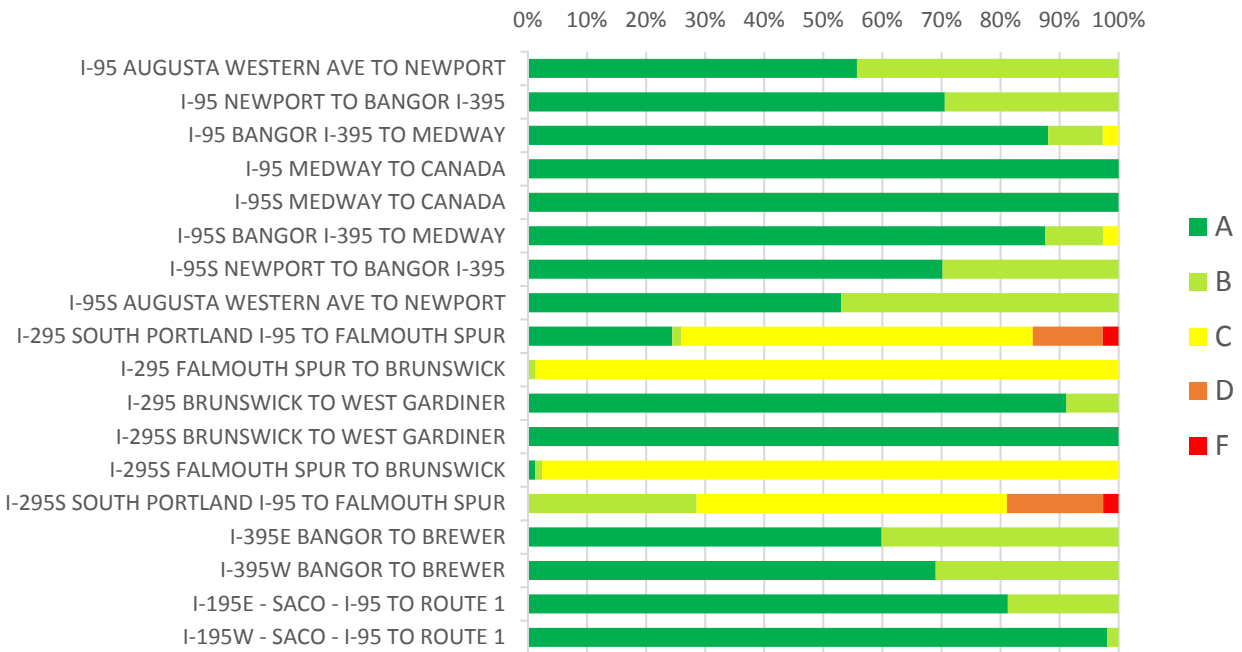 0% 10% 20% 30% 40% 50% 60% 70% 80% 90% 100%
I-95 AUGUSTA WESTERN AVE TO NEWPORT
I-95 NEWPORT TO BANGOR I-395
I-95 BANGOR I-395 TO MEDWAY
I-95 MEDWAY TO CANADA
I-95S MEDWAY TO CANADA
I-95S BANGOR I-395 TO MEDWAY
I-95S NEWPORT TO BANGOR I-395
I-95S AUGUSTA WESTERN AVE TO NEWPORT
I-295 SOUTH PORTLAND I-95 TO FALMOUTH SPUR
I-295 FALMOUTH SPUR TO BRUNSWICK
I-295 BRUNSWICK TO WEST GARDINER
I-295S BRUNSWICK TO WEST GARDINER
I-295S FALMOUTH SPUR TO BRUNSWICK
I-295S SOUTH PORTLAND I-95 TO FALMOUTH SPUR
I-395E BANGOR TO BREWER
I-395W BANGOR TO BREWER
I-195E - SACO - I-95 TO ROUTE 1
I-195W - SACO - I-95 TO ROUTE 1
A
B
C
D
F